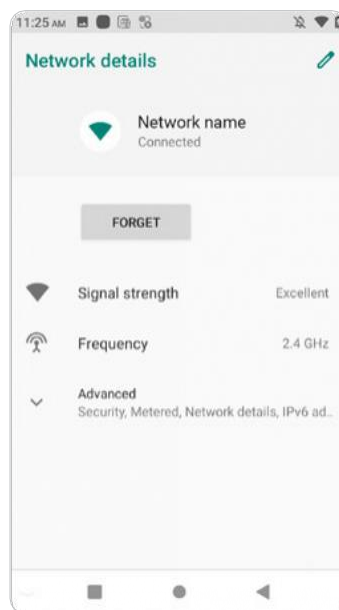 11:25 AM
Network details
Network name
Connected
FORGET
Signal strength
Excellent
Frequency
2.4 GHz
Advanced
Security, Metered, Network details, IPv6 ad..